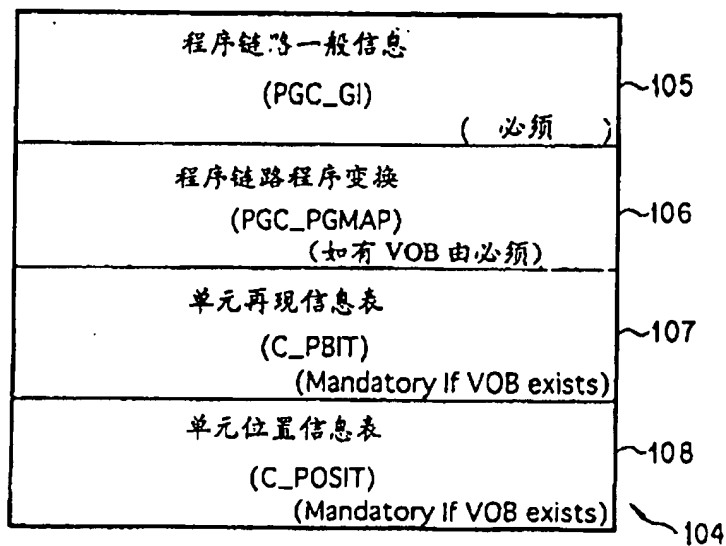 程序链路一般信息
(PGC_GI)
( 必须 )
105
程序链路程序变换
(PGC_PGMAP)
(如有 VOB 由必须)
106
单元再现信息表
(C_PBIT)
(Mandatory If VOB exists)
107
单元位置信息表
(C_POSIT)
(Mandatory If VOB exists)
108
104